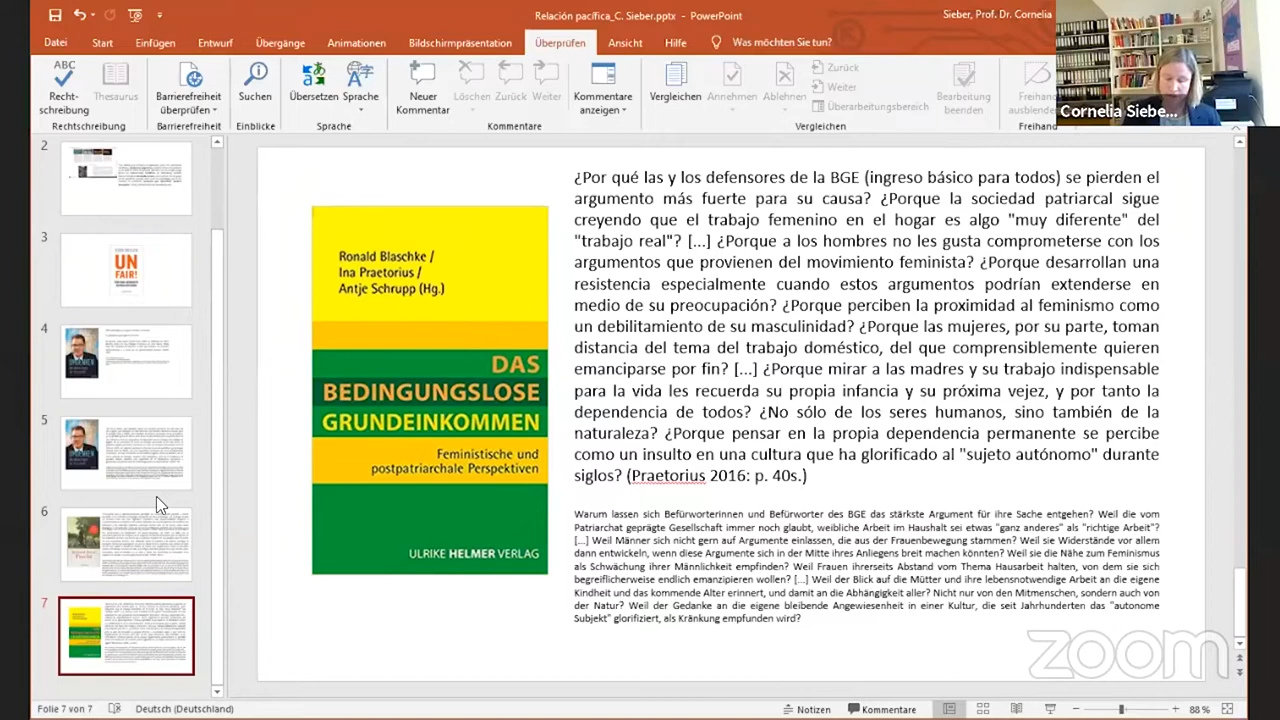 Relación pacífica_C. Sieber.pptx - PowerPoint
Sieber, Prof. Dr. Cornelia
Datei Start Einfügen Entwurf Übergänge Animationen Bildschirmpräsentation Überprüfen Ansicht Hilfe Was möchten Sie tun?
ABC
Recht-
schreibung
Thesaurus
Rechtschreibung
Barrierefreiheit
überprüfen
Barrierefreiheit
Suchen
Einblicke
Übersetzen Sprache
Sprache
Neuer
Kommentar
Löschen Zurück Weiter
Kommentare
anzeigen
Kommentare
Vergleichen Annehmen Ablehnen
Zurück
Weiter
Überarbeitungsbereich
Vergleichen
Bearbeitung
beenden
Freihand
ausblenden
Freihand
Cornelia Siebe...
2
3
UN
FAIR!
4
5
6
7
Ronald Blaschke /
Ina Praetorius /
Antje Schrupp (Hg.)
DAS
BEDINGUNGSLOSE
GRUNDEINKOMMEN
Feministische und
postpatriarchale Perspektiven
ULRIKE HELMER VERLAG
¿Por qué las y los defensores de la BGE (ingreso básico para todos) se pierden el
argumento más fuerte para su causa? ¿Porque la sociedad patriarcal sigue
creyendo que el trabajo femenino en el hogar es algo "muy diferente" del
"trabajo real"? [...] ¿Porque a los hombres no les gusta comprometerse con los
argumentos que provienen del movimiento feminista? ¿Porque desarrollan una
resistencia especialmente cuando estos argumentos podrían extenderse en
medio de su preocupación? ¿Porque perciben la proximidad al feminismo como
un debilitamiento de su masculinidad? ¿Porque las mujeres, por su parte, toman
distancia del tema del trabajo doméstico, del que comprensiblemente quieren
emanciparse por fin? [...] ¿Porque mirar a las madres y su trabajo indispensable
para la vida les recuerda su propia infancia y su próxima vejez, y por tanto la
dependencia de todos? ¿No sólo de los seres humanos, sino también de la
naturaleza? ¿Porque pensar en la propia dependencia permanente se percibe
como un insulto en una cultura que ha glorificado al "sujeto autónomo" durante
siglos? (Praetorius 2016: p. 40s.)
Warum lassen sich Befürworterinnen und Befürworter des BGE das stärkste Argument für ihre Sache entgehen? Weil die vom
Patriarchat geprägte Gesellschaft immer noch glaubt, weibliche Arbeit im Haushalt sei etwas "ganz anderes" als "richtige Arbeit"?
[...] Weil Männer sich nicht gern auf Argumente einlassen, die aus der Frauenbewegung stammen? Weil sie Widerstände vor allem
dann entwickeln, wenn diese Argumente sich in der Mitte ihres Anliegens breit machen könnten? Weil sie die Nähe zum Feminismus
als Schwächung ihrer Männlichkeit empfinden? Weil Frauen ihrerseits Abstand vom Thema Hausarbeit halten, von dem sie sich
begreiflicherweise endlich emanzipieren wollen? [...] Weil der Blick auf die Mütter und ihre lebensnotwendige Arbeit an die eigene
Kindheit und das kommende Alter erinnert, und damit an die Abhängigkeit aller? Nicht nur von den Mitmenschen, sondern auch von
der Natur? Weil der Gedanke an die eigene bleibende Angewiesenheit in einer Kultur, die seit Jahrhunderten das "autonome
Subjekt" glorifiziert, als Kränkung empfunden wird?
zoom
Folie 7 von 7 Deutsch (Deutschland) Notizen Kommentare 88 %